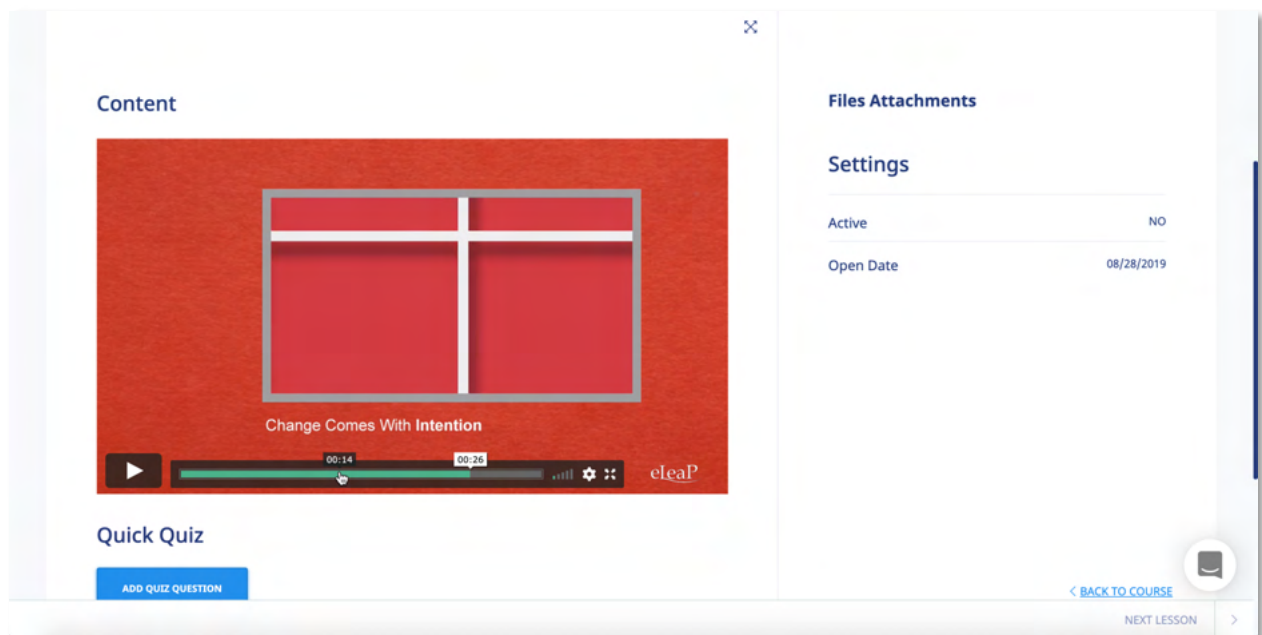 Content
Change Comes With Intention
00:14
00:26
eLeaP
Quick Quiz
ADD QUIZ QUESTION
Files Attachments
Settings
Active NO
Open Date 08/28/2019
< BACK TO COURSE
NEXT LESSON >